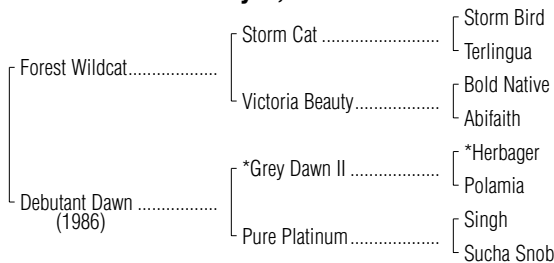 Storm Bird
Storm Cat ........................
Terlingua
Forest Wildcat..................
Bold Native
Victoria Beauty.................
Abifaith
*Herbager
*Grey Dawn II ...................
Polamia
Debutant Dawn ................
(1986)
Singh
Pure Platinum..................
Sucha Snob